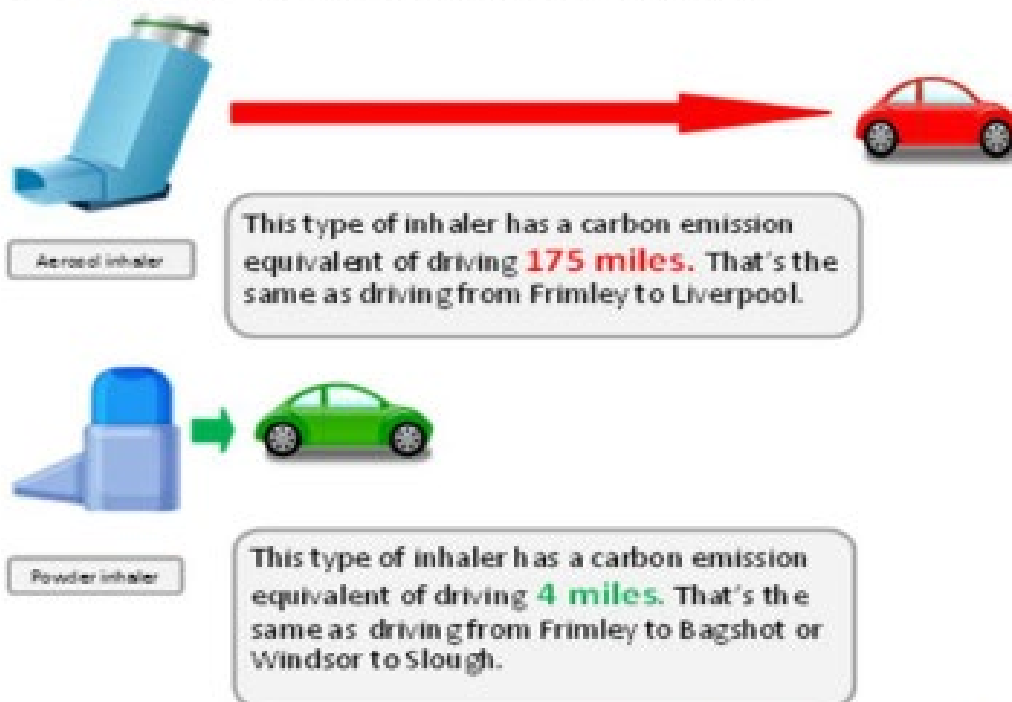 Aerosol inhaler
This type of inhaler has a carbon emission
equivalent of driving 175 miles. That's the
same as driving from Frimley to Liverpool.
Powder inhaler
This type of inhaler has a carbon emission
equivalent of driving 4 miles. That's the
same as driving from Frimley to Bagshot or
Windsor to Slough.